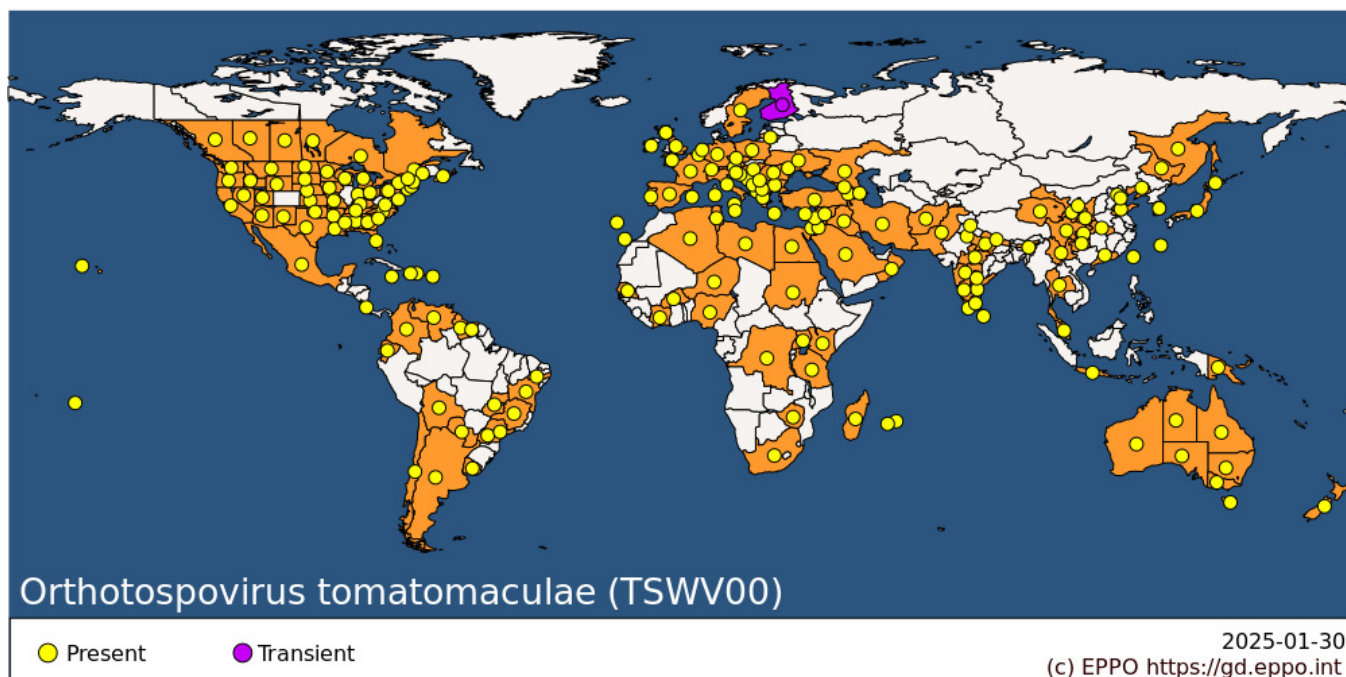 Orthotospovirus tomatomaculae (TSWV00)
Present
Transient
2025-01-30
(c) EPPO https://gd.eppo.int